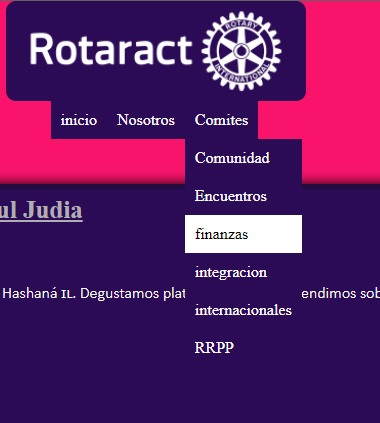 Rotaract
ROTARY
INTERNATIONAL
inicio Nosotros Comites
Comunidad
ul Judia
Encuentros
finanzas
integracion
Hashaná IL. Degustamos plat endimos sob
internacionales
RRPP